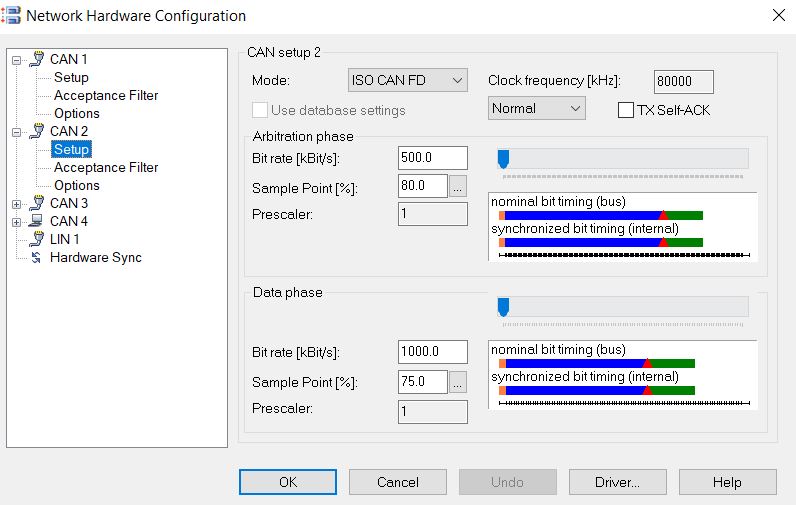 Network Hardware Configuration
CAN 1
Setup
Acceptance Filter
Options
CAN 2
Setup
Acceptance Filter
Options
CAN 3
CAN 4
LIN 1
Hardware Sync
CAN setup 2
Mode: ISO CAN FD Clock frequency [kHz]: 80000
Use database settings Normal TX Self-ACK
Arbitration phase
Bit rate [kBit/s]: 500.0
Sample Point [%]: 80.0 ...
Prescaler: 1
nominal bit timing (bus)
synchronized bit timing (internal)
Data phase
Bit rate [kBit/s]: 1000.0
Sample Point [%]: 75.0 ...
Prescaler: 1
nominal bit timing (bus)
synchronized bit timing (internal)
OK Cancel Undo Driver... Help